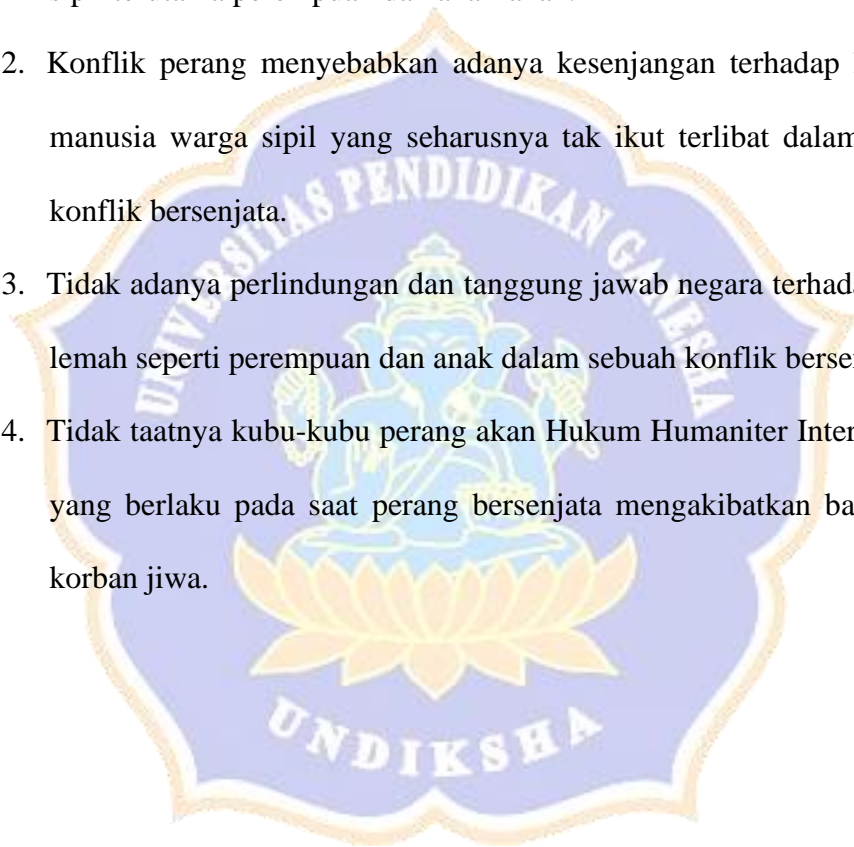 2. Konflik perang menyebabkan adanya kesenjangan terhadap
manusia warga sipil yang seharusnya tak ikut terlibat dalam
konflik bersenjata.
3. Tidak adanya perlindungan dan tanggung jawab negara
lemah seperti perempuan dan anak dalam sebuah konflik
4. Tidak taatnya kubu-kubu perang akan Hukum Humaniter
yang berlaku pada saat perang bersenjata mengakibatkan
korban jiwa.
UNIVERSITAS PENDIDIKAN GANESHA
UNDIKSHA